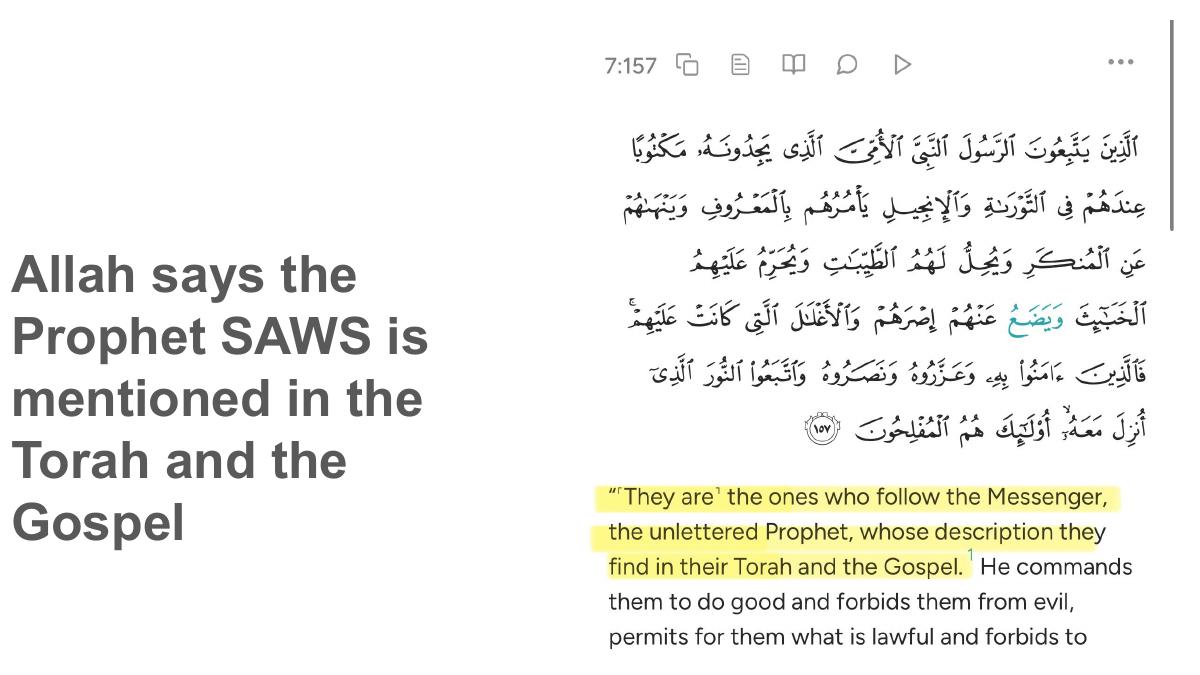 Allah says the
Prophet SAWS is
mentioned in the
Torah and the
Gospel
7:157
ٱلَّذِينَ يَتَّبِعُونَ ٱلرَّسُولَ ٱلنَّبِىَّ ٱلْأُمِّىَّ ٱلَّذِى يَجِدُونَهُۥ مَكْتُوبًا
عِندَهُمْ فِى ٱلتَّوْرَىٰةِ وَٱلْإِنجِيلِ يَأْمُرُهُم بِٱلْمَعْرُوفِ وَيَنْهَىٰهُمْ
عَنِ ٱلْمُنكَرِ وَيُحِلُّ لَهُمُ ٱلطَّيِّبَـٰتِ وَيُحَرِّمُ عَلَيْهِمُ
ٱلْخَبَـٰٓئِثَ وَيَضَعُ عَنْهُمْ إِصْرَهُمْ وَٱلْأَغْلَـٰلَ ٱلَّتِى كَانَتْ عَلَيْهِمْ ۚ
فَٱلَّذِينَ ءَامَنُوا۟ بِهِۦ وَعَزَّرُوهُ وَنَصَرُوهُ وَٱتَّبَعُوا۟ ٱلنُّورَ ٱلَّذِىٓ
أُنزِلَ مَعَهُۥٓ ۙ أُو۟لَـٰٓئِكَ هُمُ ٱلْمُفْلِحُونَ ١٥٧
“˹They are˺ the ones who follow the Messenger,
the unlettered Prophet, whose description they
find in their Torah and the Gospel.¹ He commands
them to do good and forbids them from evil,
permits for them what is lawful and forbids to